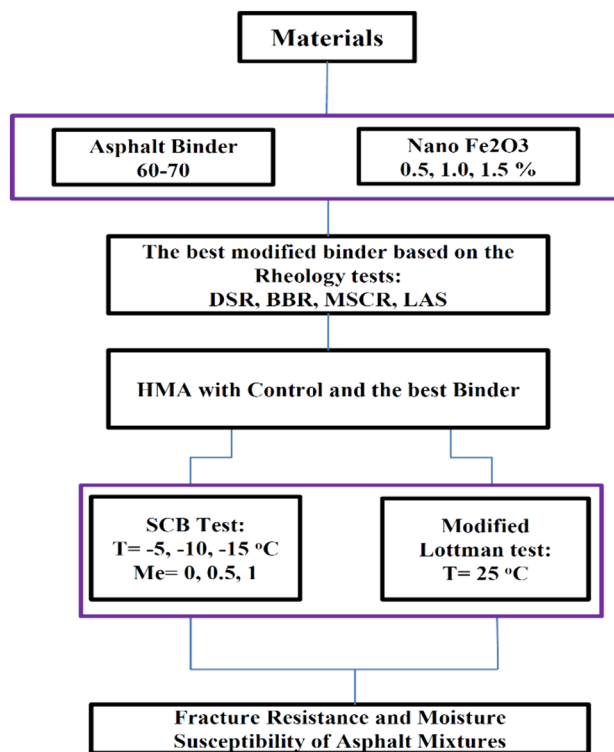 Materials
Asphalt Binder
60-70
Nano Fe2O3
0.5, 1.0, 1.5 %
The best modified binder based on the
Rheology tests:
DSR, BBR, MSCR, LAS
HMA with Control and the best Binder
SCB Test:
T= -5, -10, -15 °C
Me= 0, 0.5, 1
Modified
Lottman test:
T= 25 °C
Fracture Resistance and Moisture
Susceptibility of Asphalt Mixtures